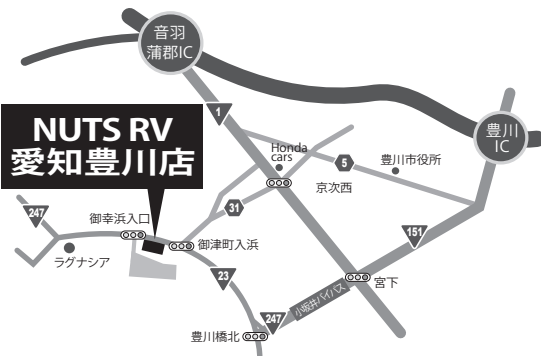 音羽
蒲郡IC
1
NUTS RV
愛知豊川店
Honda
cars
5
豊川市役所
豊川
IC
京次西
31
247
御幸浜入口
御津町入浜
ラグナシア
151
23
宮下
小坂井バイパス
247
豊川橋北